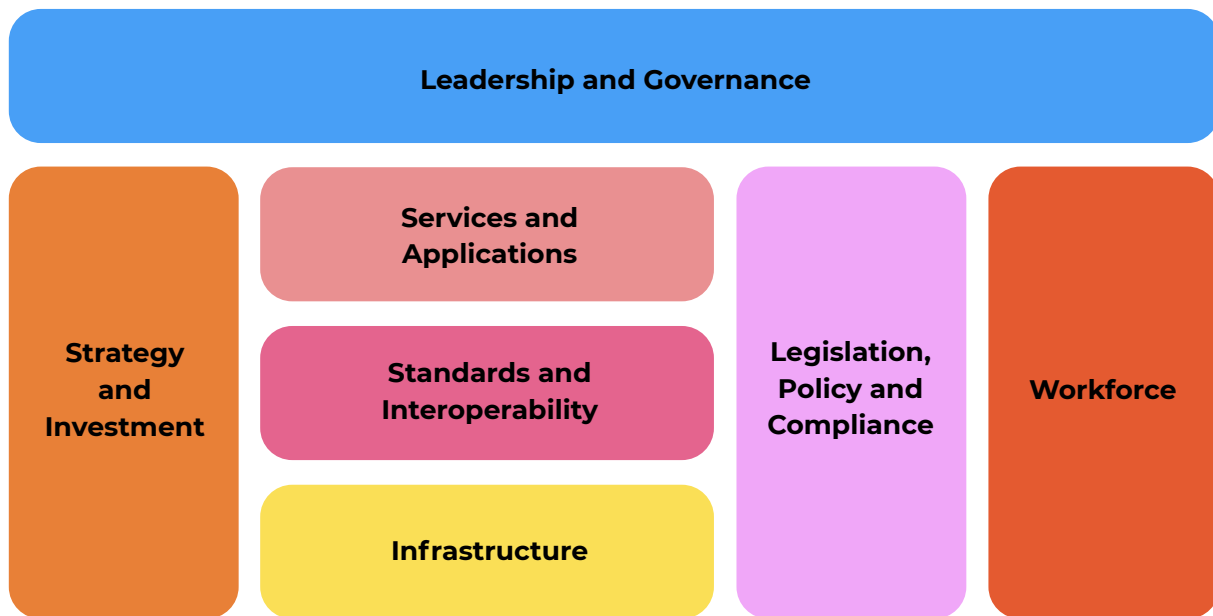 Leadership and Governance
Strategy
and
Investment
Services and
Applications
Standards and
Interoperability
Infrastructure
Legislation,
Policy and
Compliance
Workforce